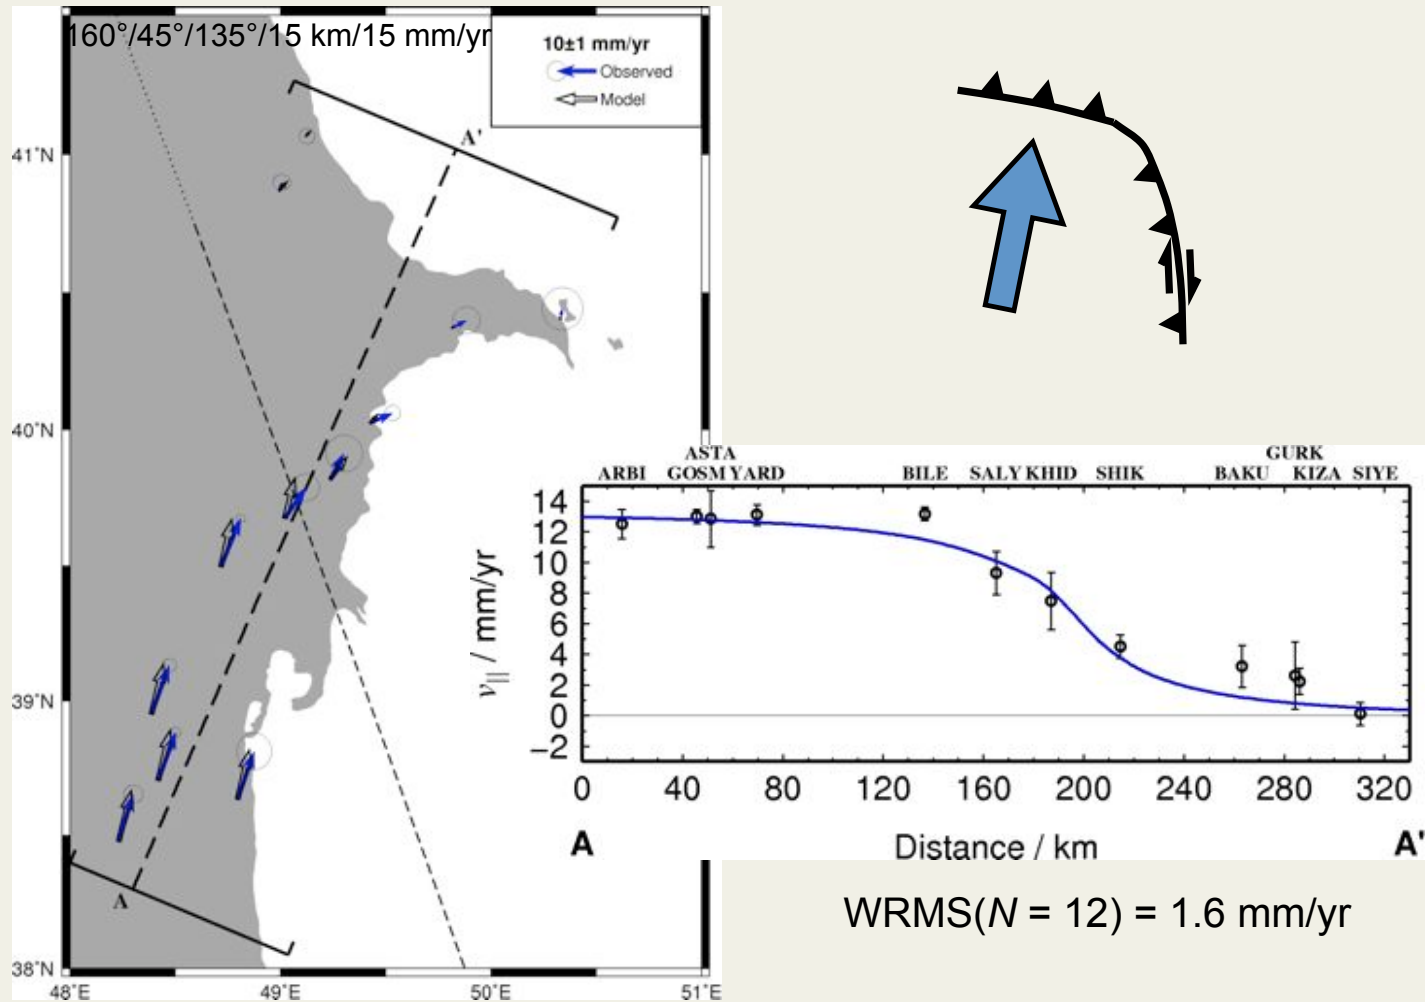 160°/45°/135°/15 km/15 mm/yr
10±1 mm/yr
Observed
Model
A'
41°N
40°N
39°N
38°N
A
48°E 49°E 50°E 51°E
ASTA GURK
ARBI GOSM YARD BILE SALY KHID SHIK BAKU KIZA SIYE
v|| / mm/yr
14
12
10
8
6
4
2
0
−2
0 40 80 120 160 200 240 280 320
A Distance / km A'
WRMS(N = 12) = 1.6 mm/yr